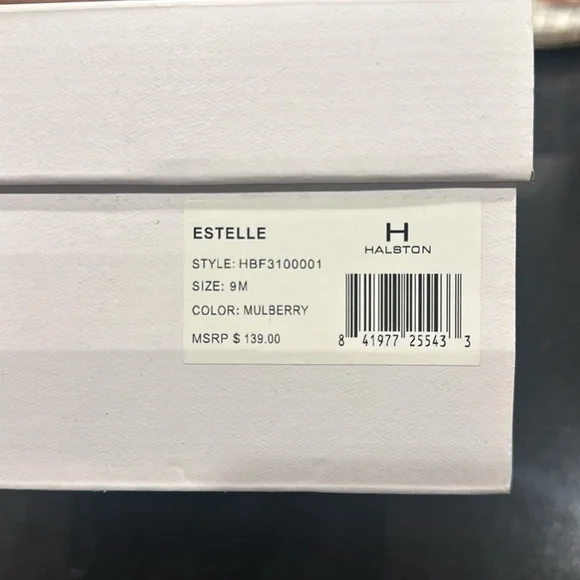 ESTELLE
STYLE: HBF3100001
SIZE: 9M
COLOR: MULBERRY
MSRP $ 139.00
H
HALSTON
8 41977 25543 3